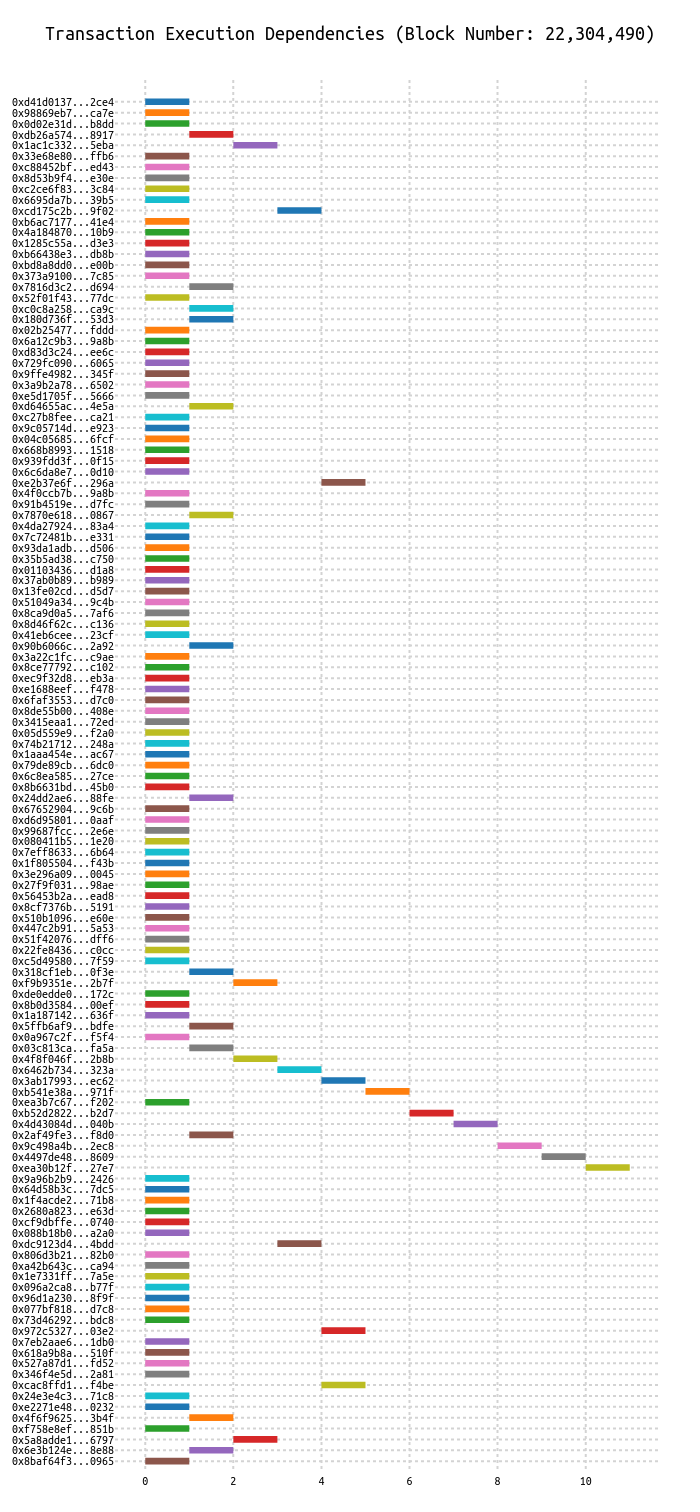 Transaction Execution Dependencies (Block Number: 22,304,490)
0xd41d0137...2ce4
0x98869eb7...ca7e
0x0d02e31d...b8dd
0xdb26a574...8917
0x1ac1c332...5eba
0x33e68e80...ffb6
0xc88452bf...ed43
0x8d53b9f4...e30e
0xc2ce6f83...3c84
0x6695da7b...39b5
0xcd175c2b...9f02
0xb6ac7177...41e4
0x4a184870...10b9
0x1285c55a...d3e3
0xb66438e3...db8b
0xbd8a8dd0...e00b
0x373a9100...7c85
0x7816d3c2...d694
0x52f01f43...77dc
0xc0c8a258...ca9c
0x180d736f...53d3
0x02b25477...fddd
0x6a12c9b3...9a8b
0xd83d3c24...ee6c
0x729fc090...6065
0x9ffe4982...345f
0x3a9b2a78...6502
0xe5d1705f...5666
0xd64655ac...4e5a
0xc27b8fee...ca21
0x9c05714d...e923
0x04c05685...6fcf
0x668b8993...1518
0x939fdd3f...0f15
0x6c6da8e7...0d10
0xe2b37e6f...296a
0x4f0ccb7b...9a8b
0x91b4519e...d7fc
0x7870e618...0867
0x4da27924...83a4
0x7c72481b...e331
0x93da1adb...d506
0x35b5ad38...c750
0x01103436...d1a8
0x37ab0b89...b989
0x13fe02cd...d5d7
0x51049a34...9c4b
0x8ca9d0a5...7af6
0x8d46f62c...c136
0x41eb6cee...23cf
0x90b6066c...2a92
0x3a22c1fc...c9ae
0x8ce77792...c102
0xec9f32d8...eb3a
0xe1688eef...f478
0x6faf3553...d7c0
0x8de55b00...408e
0x3415eaa1...72ed
0x05d559e9...f2a0
0x74b21712...248a
0x1aaa454e...ac67
0x79de89cb...6dc0
0x6c8ea585...27ce
0x8b6631bd...45b0
0x24dd2ae6...88fe
0x67652904...9c6b
0xd6d95801...0aaf
0x99687fcc...2e6e
0x080411b5...1e20
0x7eff8633...6b64
0x1f805504...f43b
0x3e296a09...0045
0x27f9f031...98ae
0x56453b2a...ead8
0x8cf7376b...5191
0x510b1096...e60e
0x447c2b91...5a53
0x51f42076...dff6
0x22fe8436...c0cc
0xc5d49580...7f59
0x318cf1eb...0f3e
0xf9b9351e...2b7f
0xde0edde0...172c
0x8b0d3584...00ef
0x1a187142...636f
0x5ffb6af9...bdfe
0x0a967c2f...f5f4
0x03c813ca...fa5a
0x4f8f046f...2b8b
0x6462b734...323a
0x3ab17993...ec62
0xb541e38a...971f
0xea3b7c67...f202
0xb52d2822...b2d7
0x4d43084d...040b
0x2af49fe3...f8d0
0x9c498a4b...2ec8
0x4497de48...8609
0xea30b12f...27e7
0x9a96b2b9...2426
0x64d58b3c...7dc5
0x1f4acde2...71b8
0x2680a823...e63d
0xcf9dbffe...0740
0x088b18b0...a2a0
0xdc9123d4...4bdd
0x806d3b21...82b0
0xa42b643c...ca94
0x1e7331ff...7a5e
0x096a2ca8...b77f
0x96d1a230...8f9f
0x077bf818...d7c8
0x73d46292...bdc8
0x972c5327...03e2
0x7eb2aae6...1db0
0x618a9b8a...510f
0x527a87d1...fd52
0x346f4e5d...2a81
0xcac8ffd1...f4be
0x24e3e4c3...71c8
0xe2271e48...0232
0x4f6f9625...3b4f
0xf758e8ef...851b
0x5a8adde1...6797
0x6e3b124e...8e88
0x8baf64f3...0965
0 2 4 6 8 10